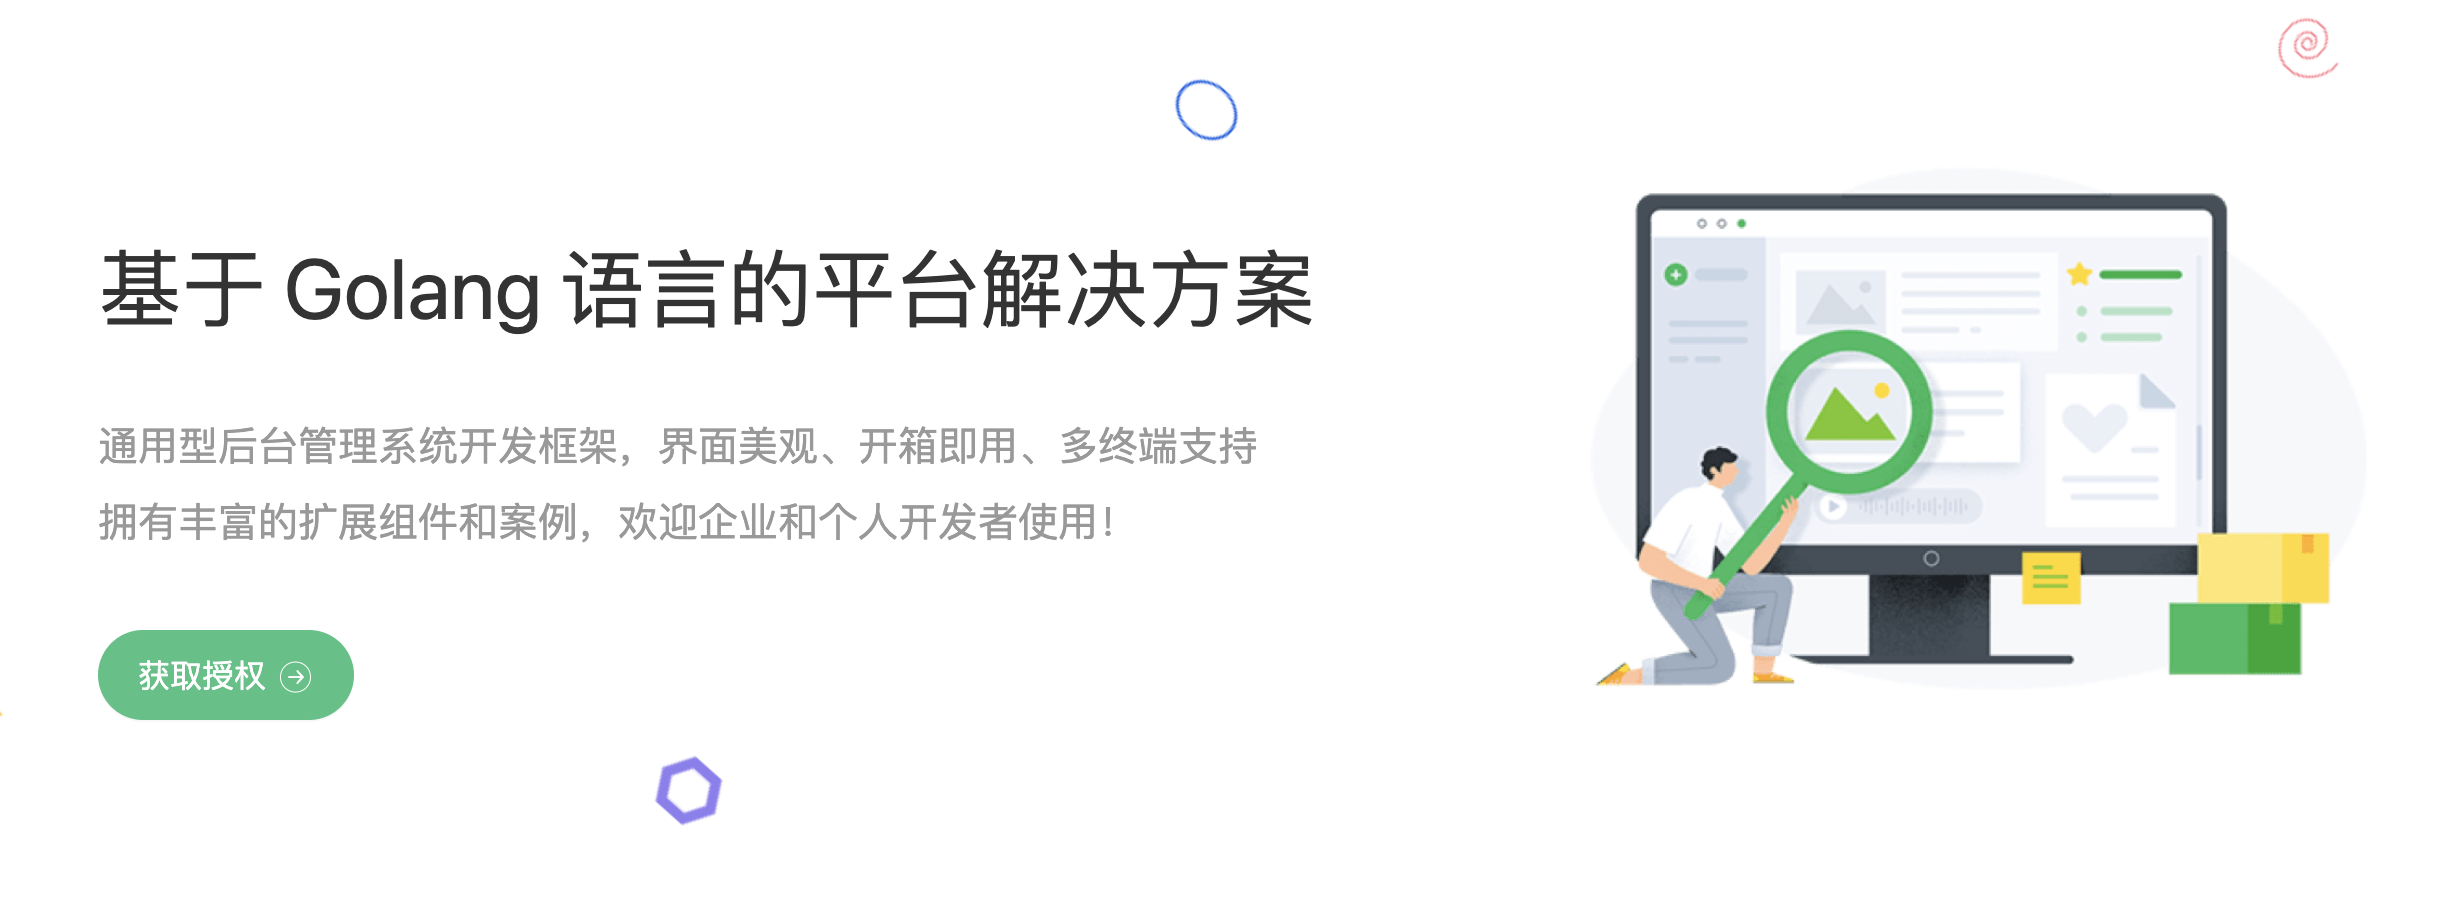 基于 Golang 语言的平台解决方案
通用型后台管理系统开发框架，界面美观、开箱即用、多终端支持
拥有丰富的扩展组件和案例，欢迎企业和个人开发者使用！
获取授权